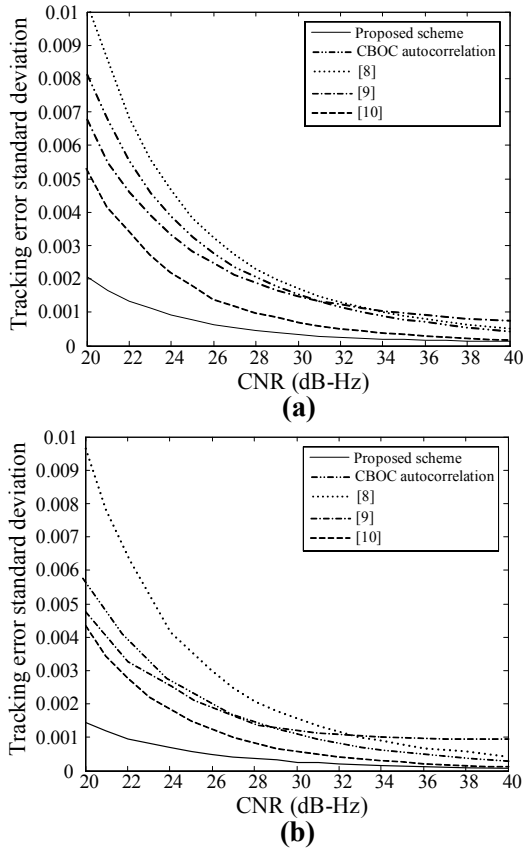 0.01
0.009
0.008
0.007
0.006
0.005
0.004
0.003
0.002
0.001
0
Tracking error standard deviation
Proposed scheme
CBOC autocorrelation
[8]
[9]
[10]
20 22 24 26 28 30 32 34 36 38 40
CNR (dB-Hz)
(a)
0.01
0.009
0.008
0.007
0.006
0.005
0.004
0.003
0.002
0.001
0
Tracking error standard deviation
Proposed scheme
CBOC autocorrelation
[8]
[9]
[10]
20 22 24 26 28 30 32 34 36 38 40
CNR (dB-Hz)
(b)